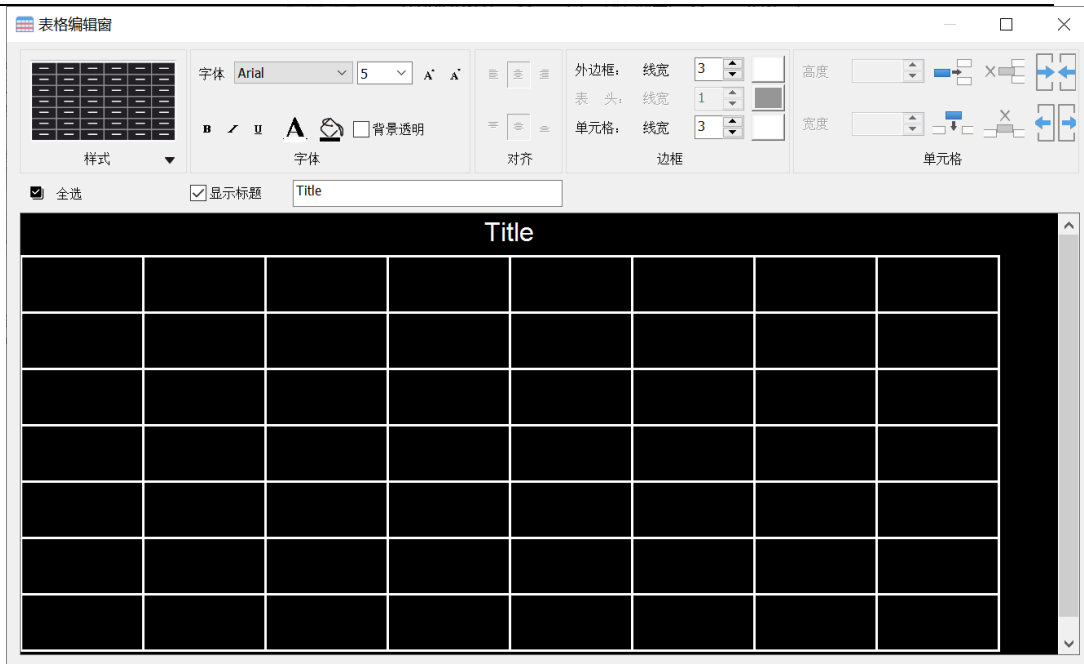 表格编辑窗
字体 Arial 5 A A
外边框： 线宽 3
高度
表 头： 线宽 1
B I U A 背景透明
单元格： 线宽 3
宽度
样式 字体 对齐 边框 单元格
全选 显示标题 Title
Title